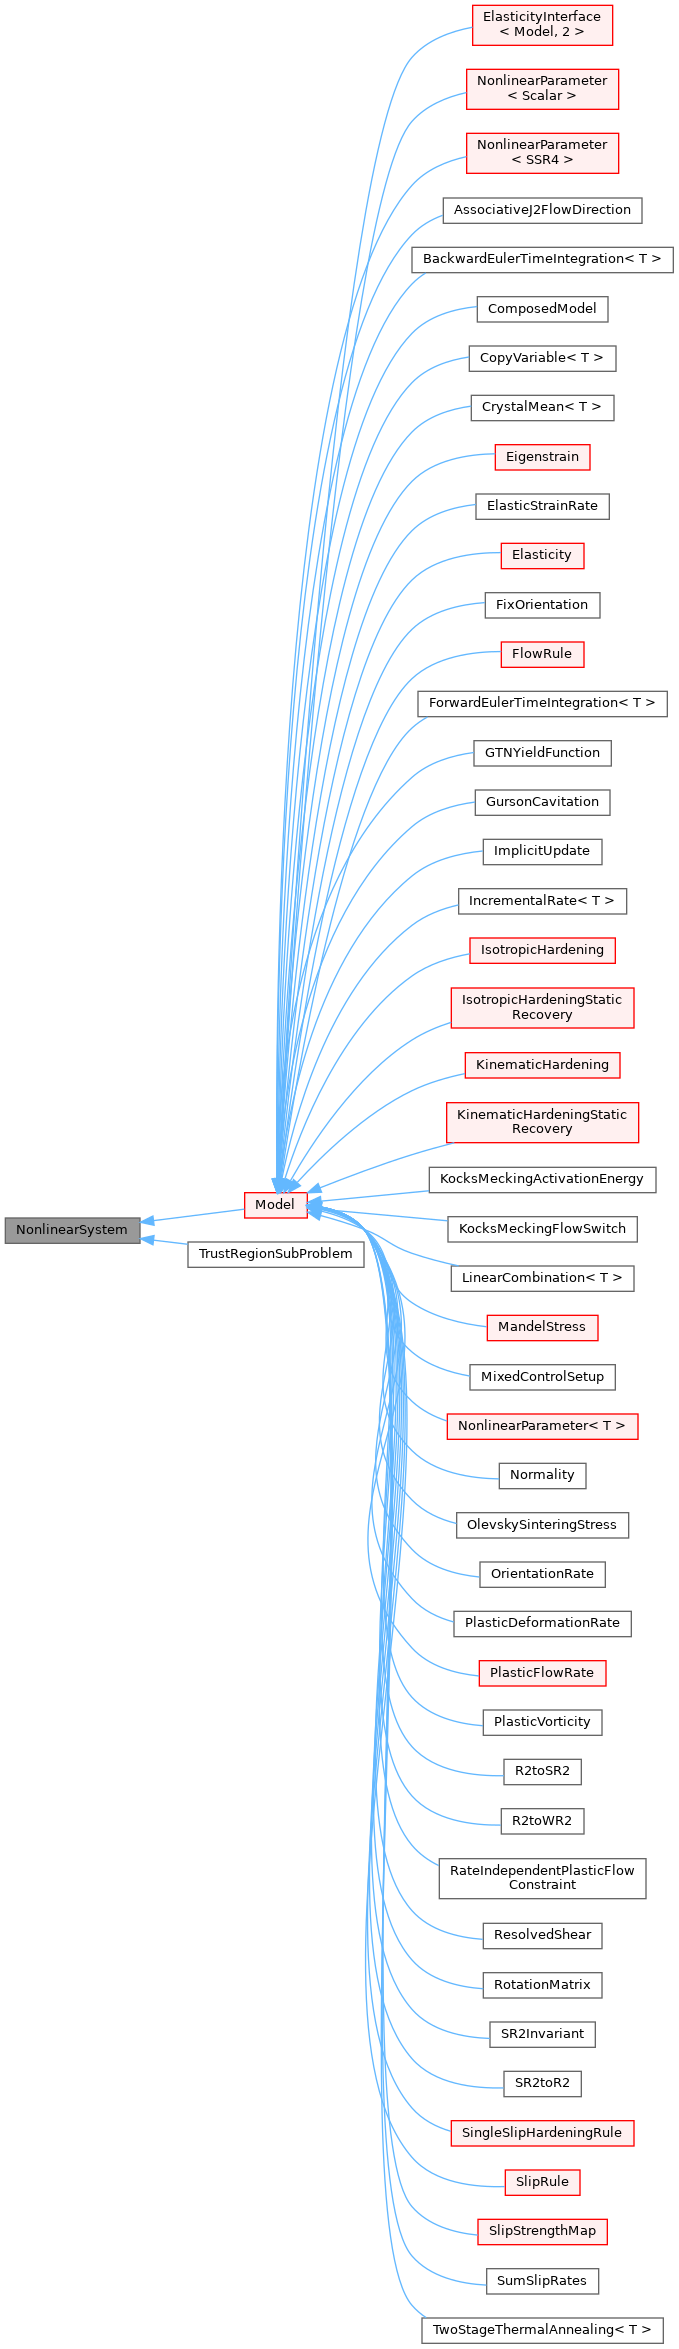 ElasticityInterface
< Model, 2 >
NonlinearParameter
< Scalar >
NonlinearParameter
< SSR4 >
AssociativeJ2FlowDirection
BackwardEulerTimeIntegration< T >
ComposedModel
CopyVariable< T >
CrystalMean< T >
Eigenstrain
ElasticStrainRate
Elasticity
FixOrientation
FlowRule
ForwardEulerTimeIntegration< T >
GTNYieldFunction
GursonCavitation
ImplicitUpdate
IncrementalRate< T >
IsotropicHardening
IsotropicHardeningStatic
Recovery
KinematicHardening
KinematicHardeningStatic
Recovery
KocksMeckingActivationEnergy
Model
NonlinearSystem
KocksMeckingFlowSwitch
TrustRegionSubProblem
LinearCombination< T >
MandelStress
MixedControlSetup
NonlinearParameter< T >
Normality
OlevskySinteringStress
OrientationRate
PlasticDeformationRate
PlasticFlowRate
PlasticVorticity
R2toSR2
R2toWR2
RateIndependentPlasticFlow
Constraint
ResolvedShear
RotationMatrix
SR2Invariant
SR2toR2
SingleSlipHardeningRule
SlipRule
SlipStrengthMap
SumSlipRates
TwoStageThermalAnnealing< T >